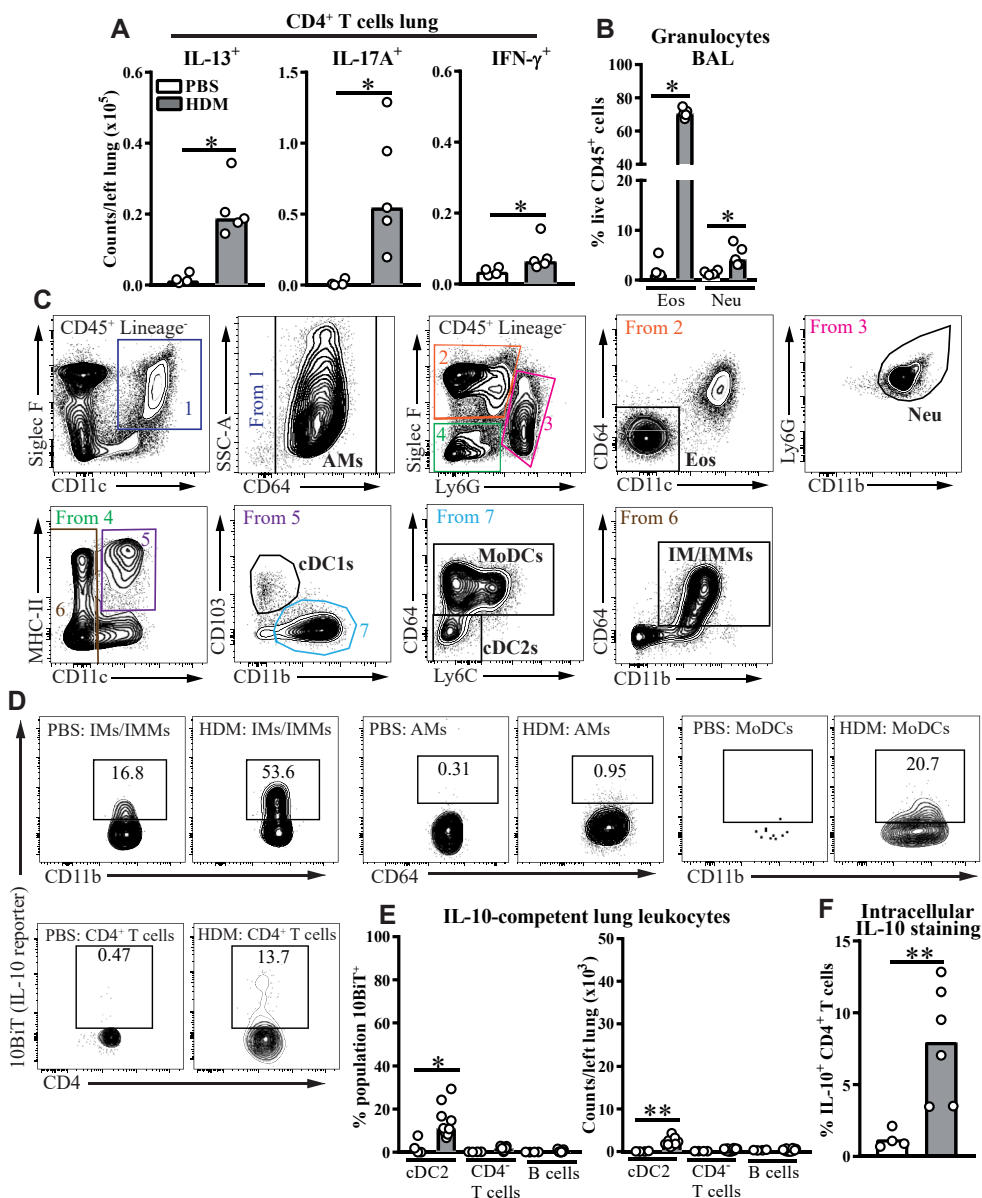 A
CD4⁺ T cells lung
IL-13⁺
IL-17A⁺
IFN-γ⁺
Counts/left lung (x10⁵)
0.6
0.4
0.2
0.0
PBS
HDM
*
1.5
1.0
0.5
0.0
*
0.6
0.4
0.2
0.0
*
B
Granulocytes
BAL
% live CD45⁺ cells
100
80
60
40
20
10
0
*
*
Eos
Neu
C
CD45⁺ Lineage⁻
1
Siglec F
CD11c
From 1
AMs
SSC-A
CD64
CD45⁺ Lineage⁻
2
3
4
Siglec F
Ly6G
From 2
Eos
CD64
CD11c
From 3
Neu
Ly6G
CD11b
From 4
5
6
MHC-II
CD11c
From 5
cDC1s
7
CD103
CD11b
From 7
MoDCs
cDC2s
CD64
Ly6C
From 6
IM/IMMs
CD64
CD11b
D
10BiT (IL-10 reporter)
PBS: IMs/IMMs
16.8
HDM: IMs/IMMs
53.6
CD11b
PBS: AMs
0.31
HDM: AMs
0.95
CD64
PBS: MoDCs
HDM: MoDCs
20.7
CD11b
PBS: CD4⁺ T cells
0.47
HDM: CD4⁺ T cells
13.7
CD4
E
IL-10-competent lung leukocytes
% population 10BiT⁺
100
80
60
40
20
0
*
cDC2
CD4⁻
T cells
B cells
Counts/left lung (x10³)
50
40
30
20
10
0
**
cDC2
CD4⁻
T cells
B cells
F
Intracellular
IL-10 staining
% IL-10⁺ CD4⁺ T cells
15
10
5
0
**